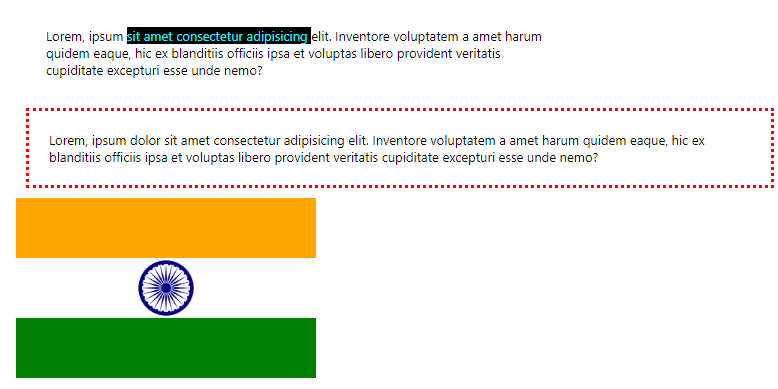 Lorem, ipsum sit amet consectetur adipisicing elit. Inventore voluptatem a amet harum
quidem eaque, hic ex blanditiis officiis ipsa et voluptas libero provident veritatis
cupiditate excepturi esse unde nemo?
Lorem, ipsum dolor sit amet consectetur adipisicing elit. Inventore voluptatem a amet harum quidem eaque, hic ex
blanditiis officiis ipsa et voluptas libero provident veritatis cupiditate excepturi esse unde nemo?